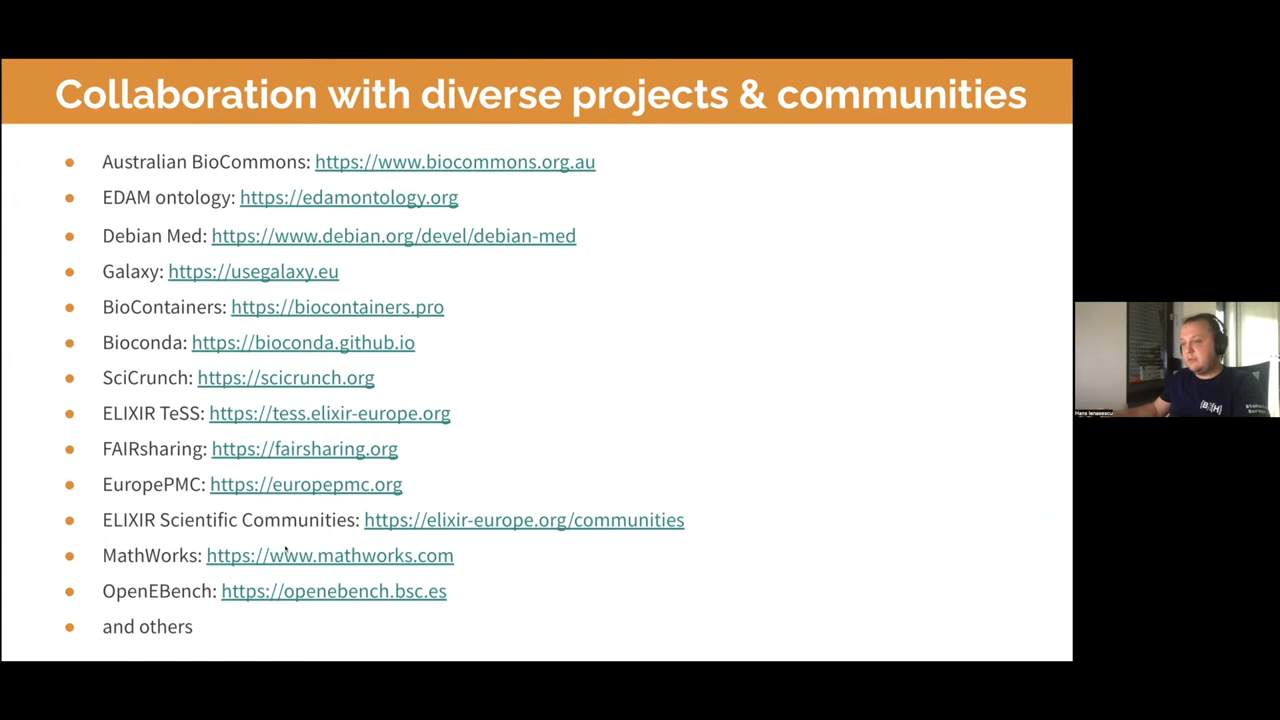 Collaboration with diverse projects & communities
Australian BioCommons: https://www.biocommons.org.au
EDAM ontology: https://edamontology.org
Debian Med: https://www.debian.org/devel/debian-med
Galaxy: https://usegalaxy.eu
BioContainers: https://biocontainers.pro
Bioconda: https://bioconda.github.io
SciCrunch: https://scicrunch.org
ELIXIR TeSS: https://tess.elixir-europe.org
FAIRsharing: https://fairsharing.org
EuropePMC: https://europepmc.org
ELIXIR Scientific Communities: https://elixir-europe.org/communities
MathWorks: https://www.mathworks.com
OpenEBench: https://openebench.bsc.es
and others
Hans Ienasescu